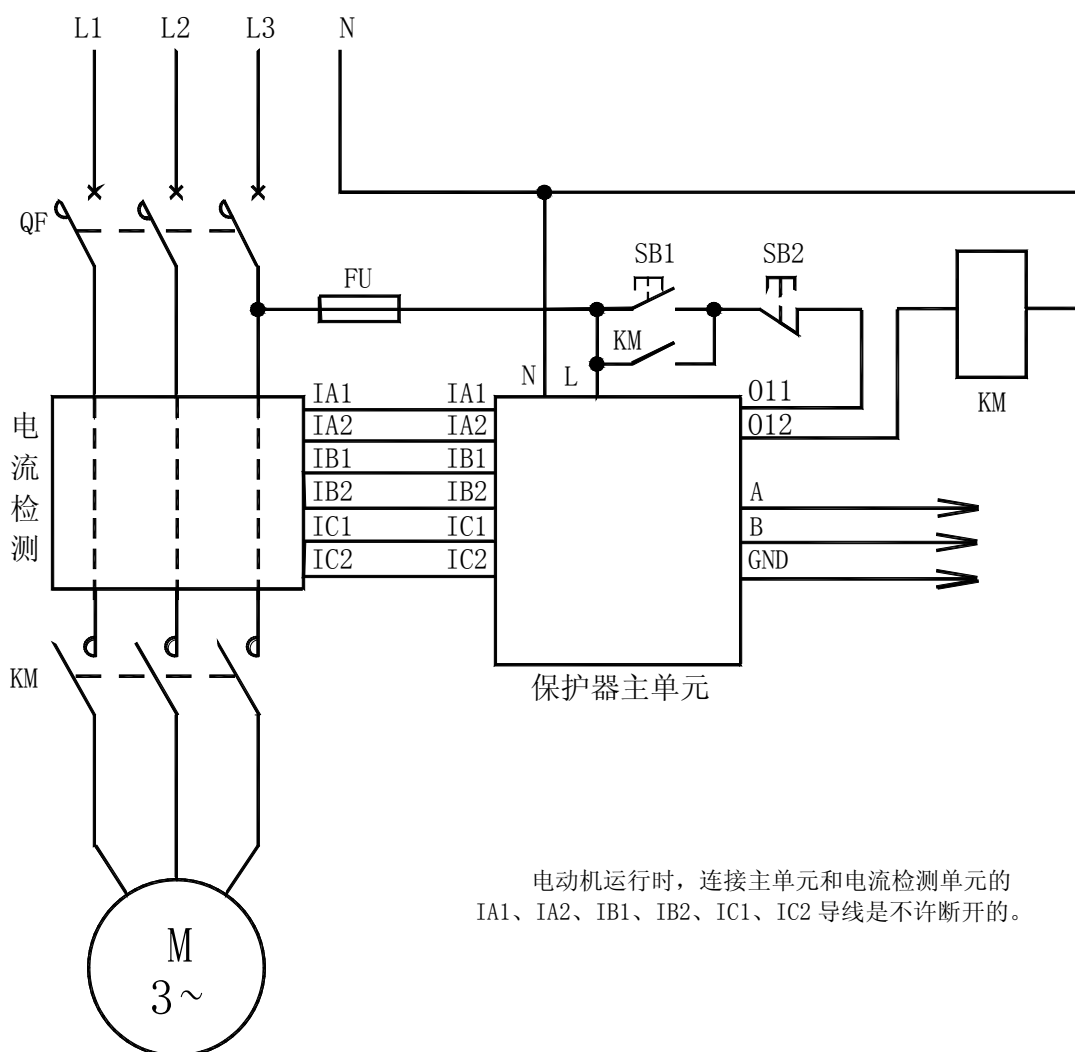 L1 L2 L3 N
QF
FU
SB1 SB2
KM
N L
KM
IA1 IA1
IA2 IA2
IB1 IB1
IB2 IB2
IC1 IC1
IC2 IC2
O11
O12
A
B
GND
电
流
检
测
KM
保护器主单元
M
3~
电动机运行时，连接主单元和电流检测单元的
IA1、IA2、IB1、IB2、IC1、IC2 导线是不许断开的。